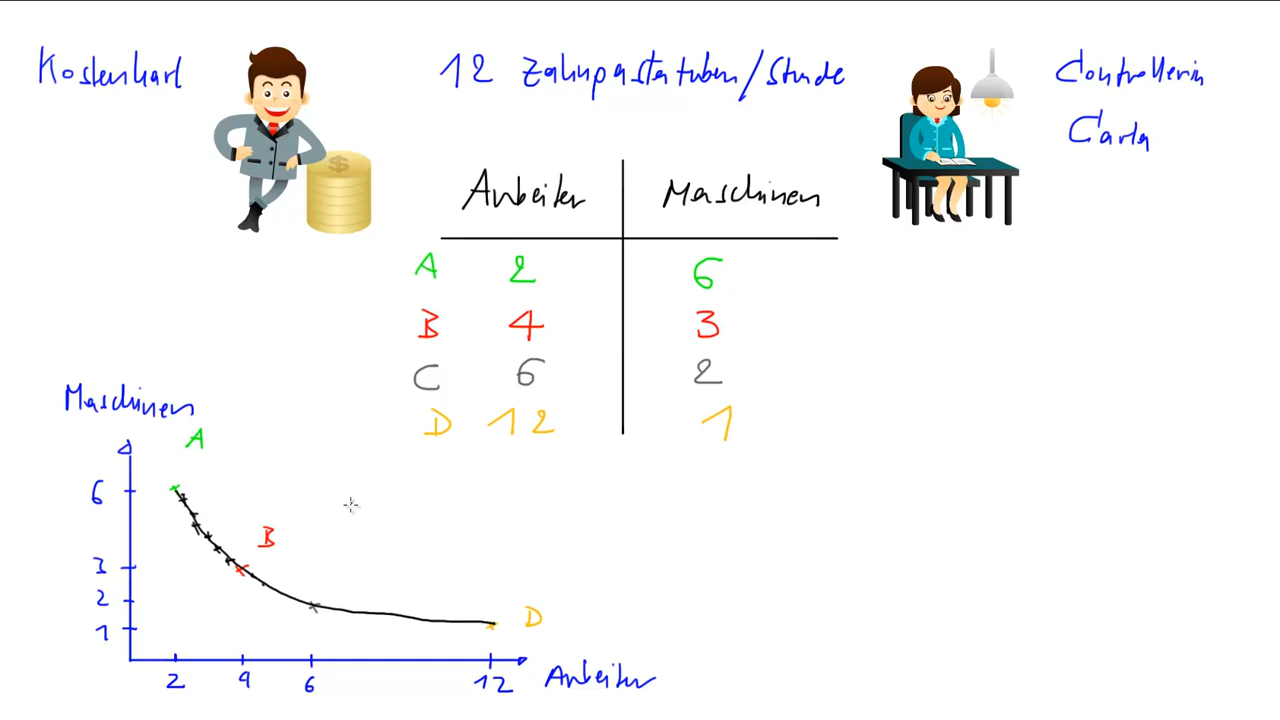 Kostenkarl
12 Zahnpastatuben/Stunde
Controllerin
Carla
$
Arbeiter Maschinen
A 2 6
B 4 3
C 6 2
D 12 1
Maschinen
A
6
B
3
2
D
1
2 4 6 12 Arbeiter